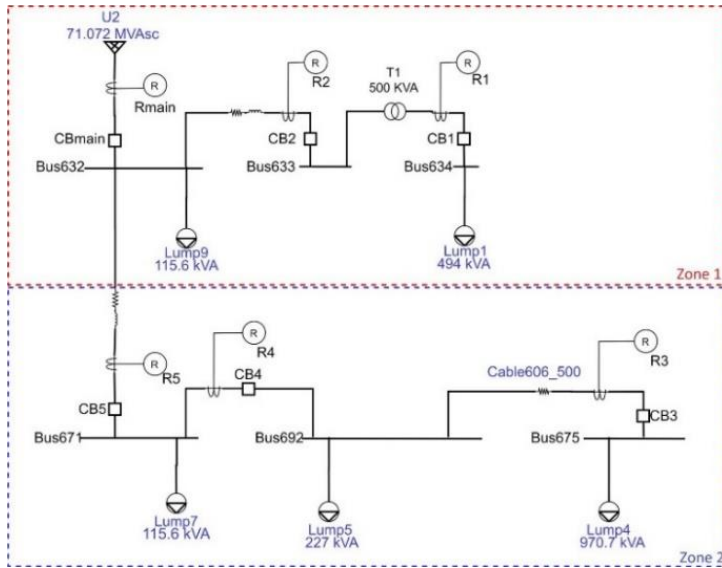 U2
71.072 MVAsc
R
Rmain
CBmain
Bus632
R
R2
CB2
Bus633
T1
500 KVA
R
R1
CB1
Bus634
Lump9
115.6 kVA
Lump1
494 kVA
Zone 1
R
R5
CB5
Bus671
R
R4
CB4
Bus692
Cable606_500
R
R3
CB3
Bus675
Lump7
115.6 kVA
Lump5
227 kVA
Lump4
970.7 kVA
Zone 2